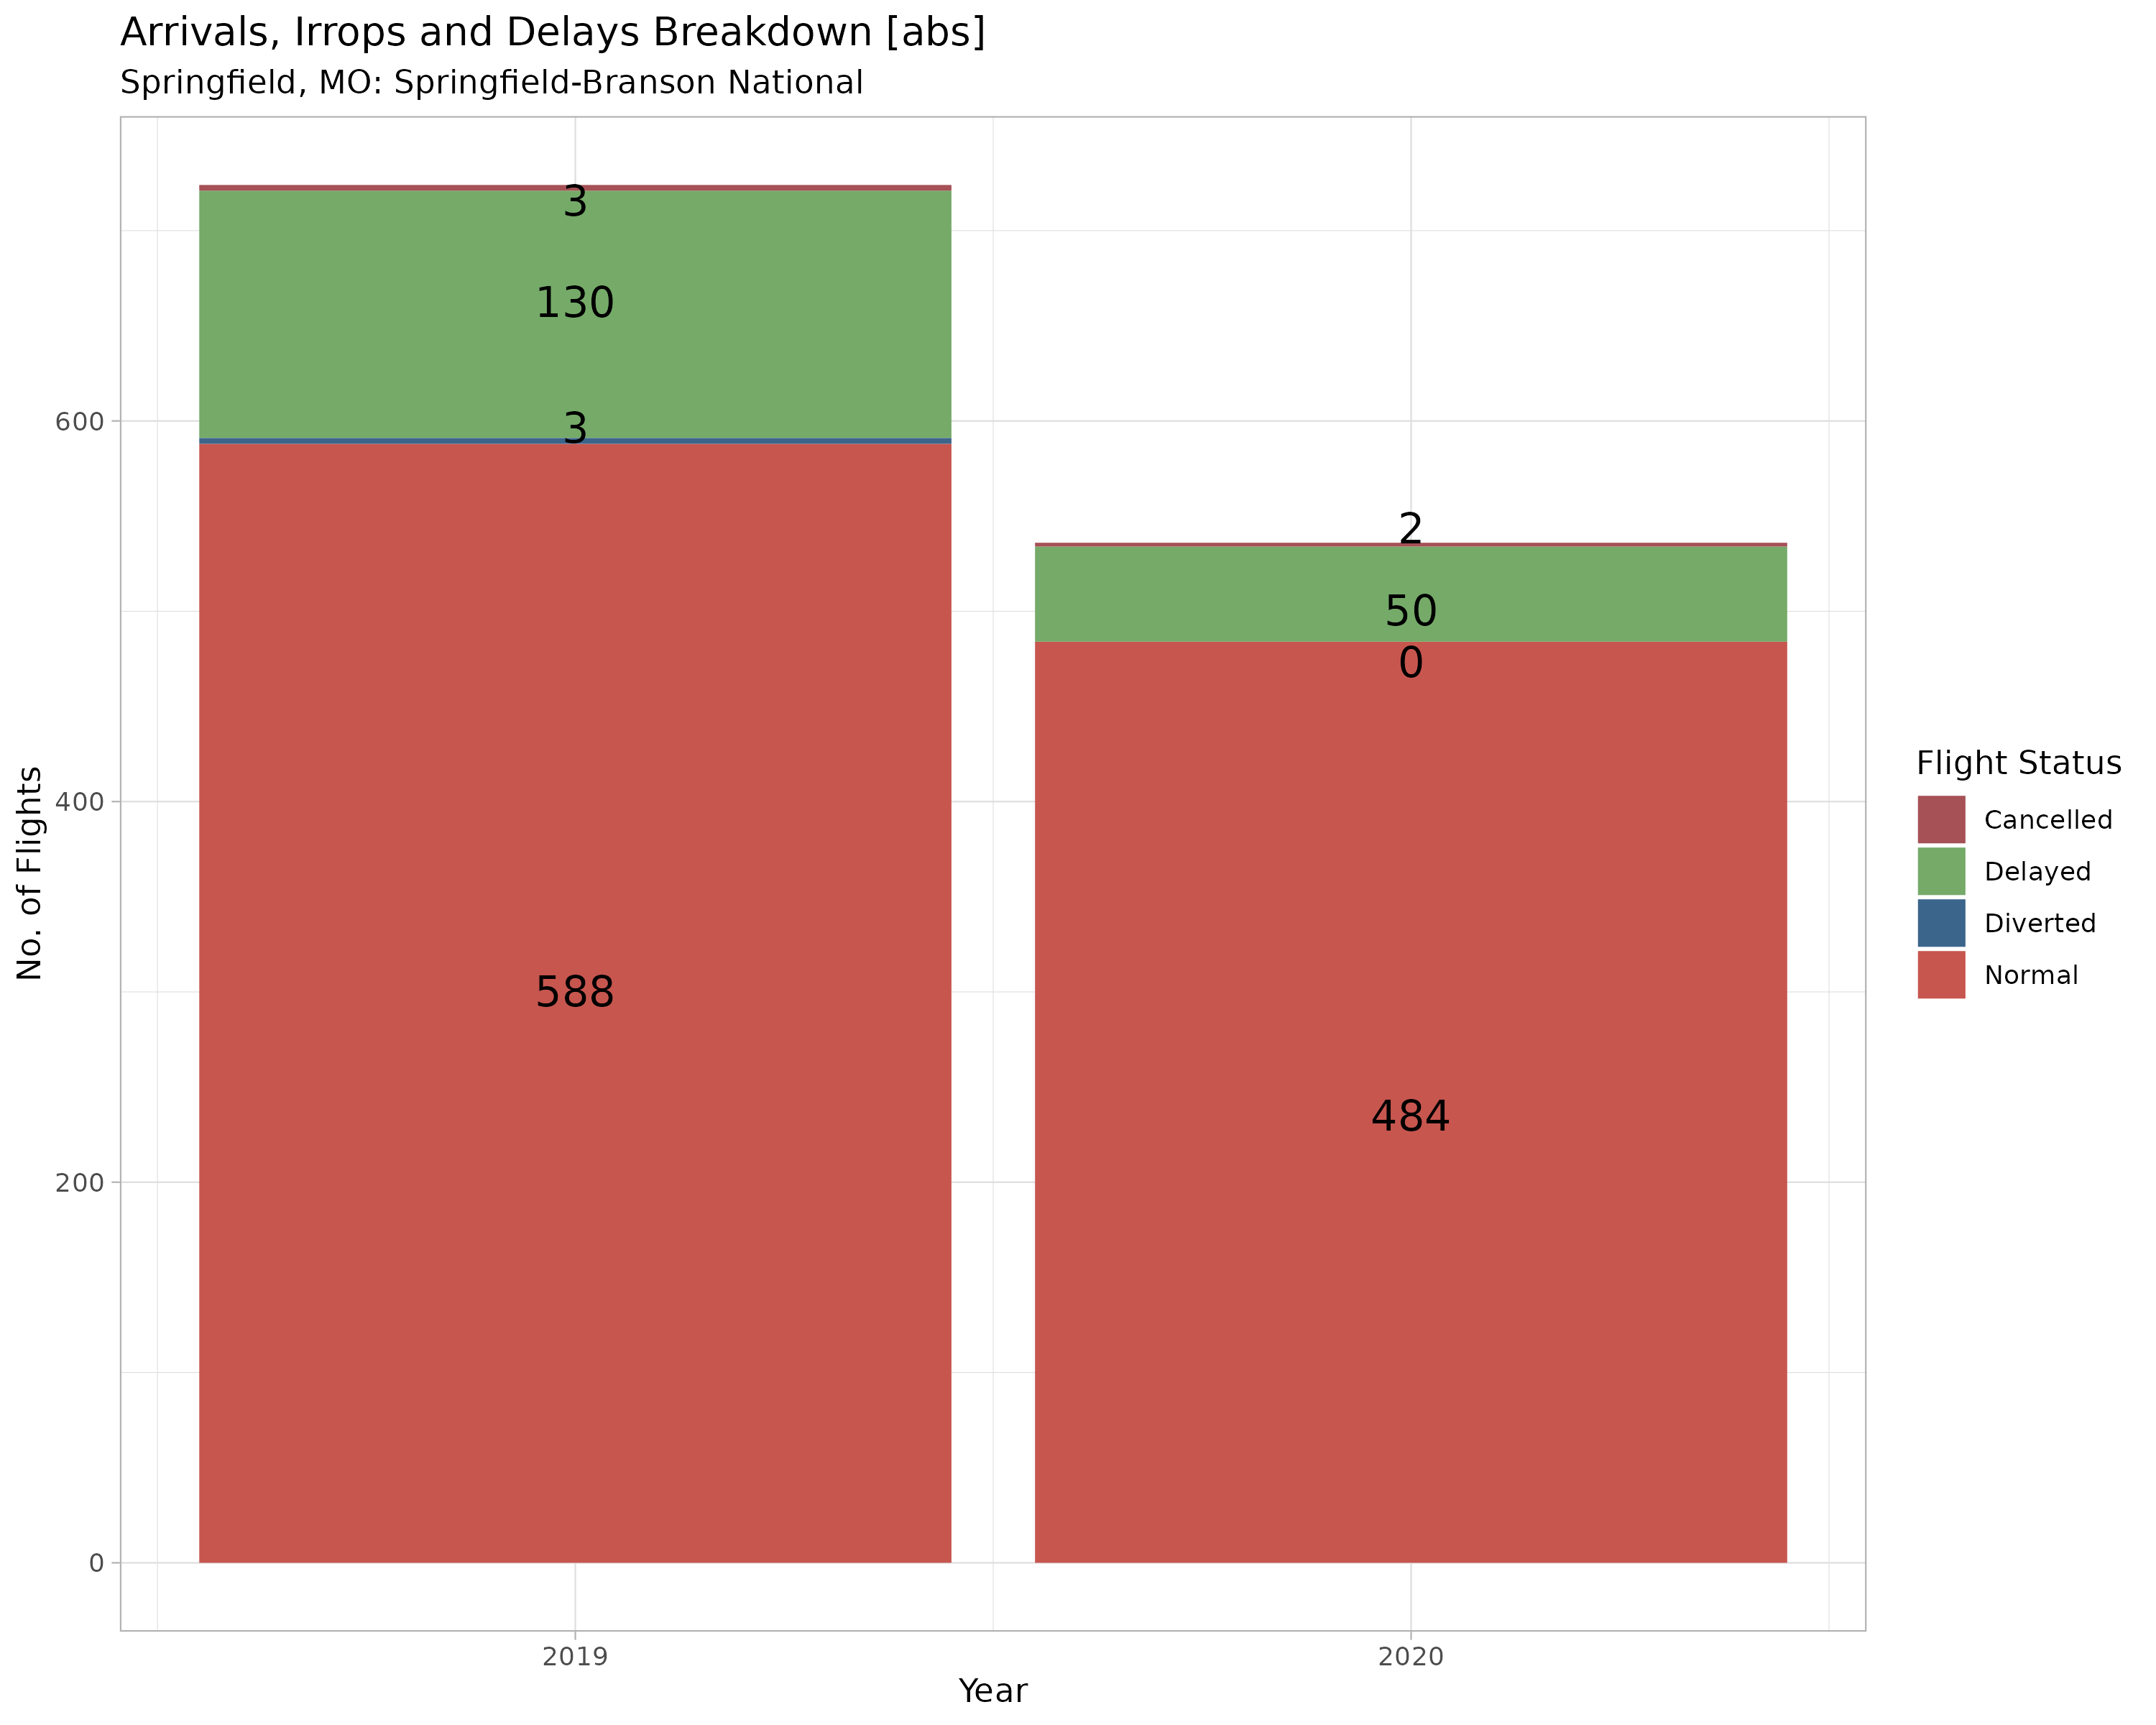 Arrivals, Irrops and Delays Breakdown [abs]
Springfield, MO: Springfield-Branson National
3
130
3
588
2
50
0
484
600
400
200
0
No. of Flights
2019
2020
Year
Flight Status
Cancelled
Delayed
Diverted
Normal